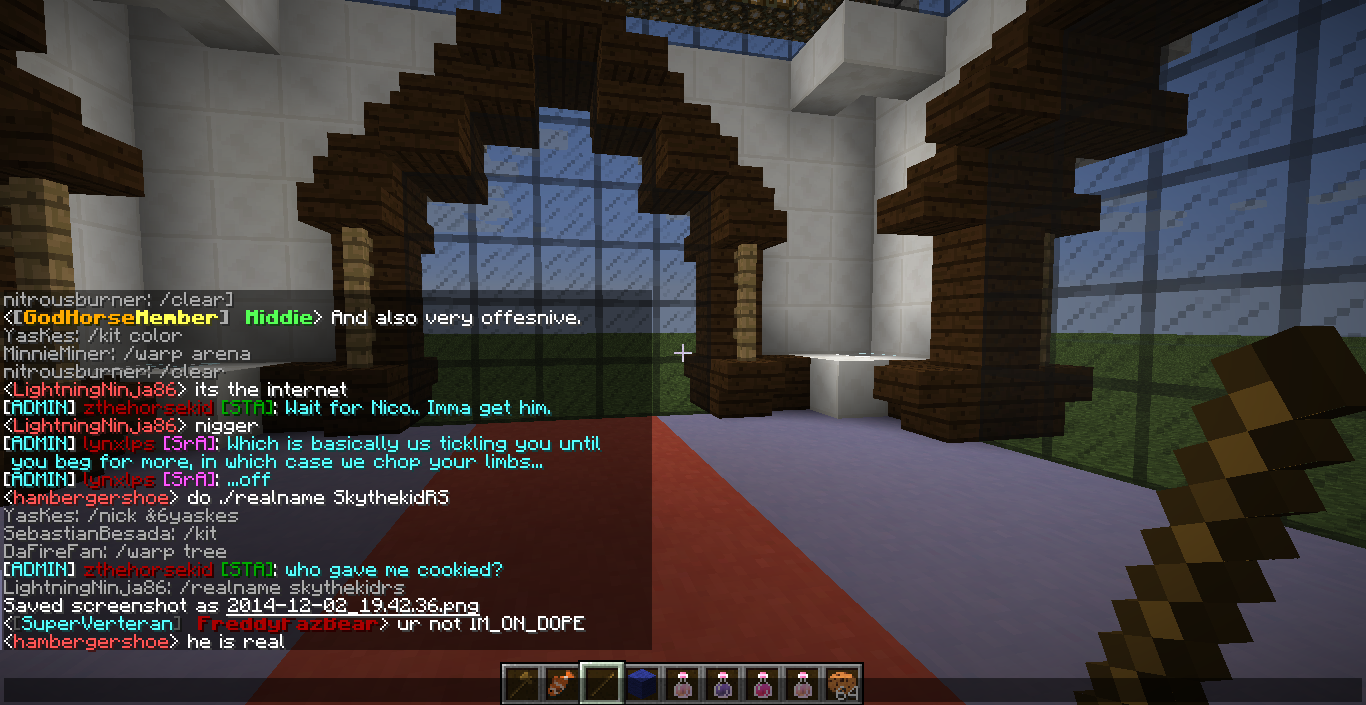 nitrousburner: /clear]
<[GodHorseMember] Middie> And also very offesnive.
YasKes: /kit color
MinnieMiner: /warp arena
nitrousburner: /clear
<LightningNinja86> its the internet
[ADMIN] zthehorsekid [STA]: Wait for Nico.. Imma get him.
<LightningNinja86> nigger
[ADMIN] lynxlps [SrA]: Which is basically us tickling you until
you beg for more, in which case we chop your limbs...
[ADMIN] lynxlps [SrA]: ...off
<hambergershoe> do ./realname SkythekidRS
YasKes: /nick &6yaskes
SebastianBesada: /kit
DaFireFan: /warp tree
[ADMIN] zthehorsekid [STA]: who gave me cookied?
LightningNinja86: /realname skythekidrs
Saved screenshot as 2014-12-02_19.42.36.png
<[SuperVerteran] FreddyFazBear> ur not IM_ON_DOPE
<hambergershoe> he is real
64